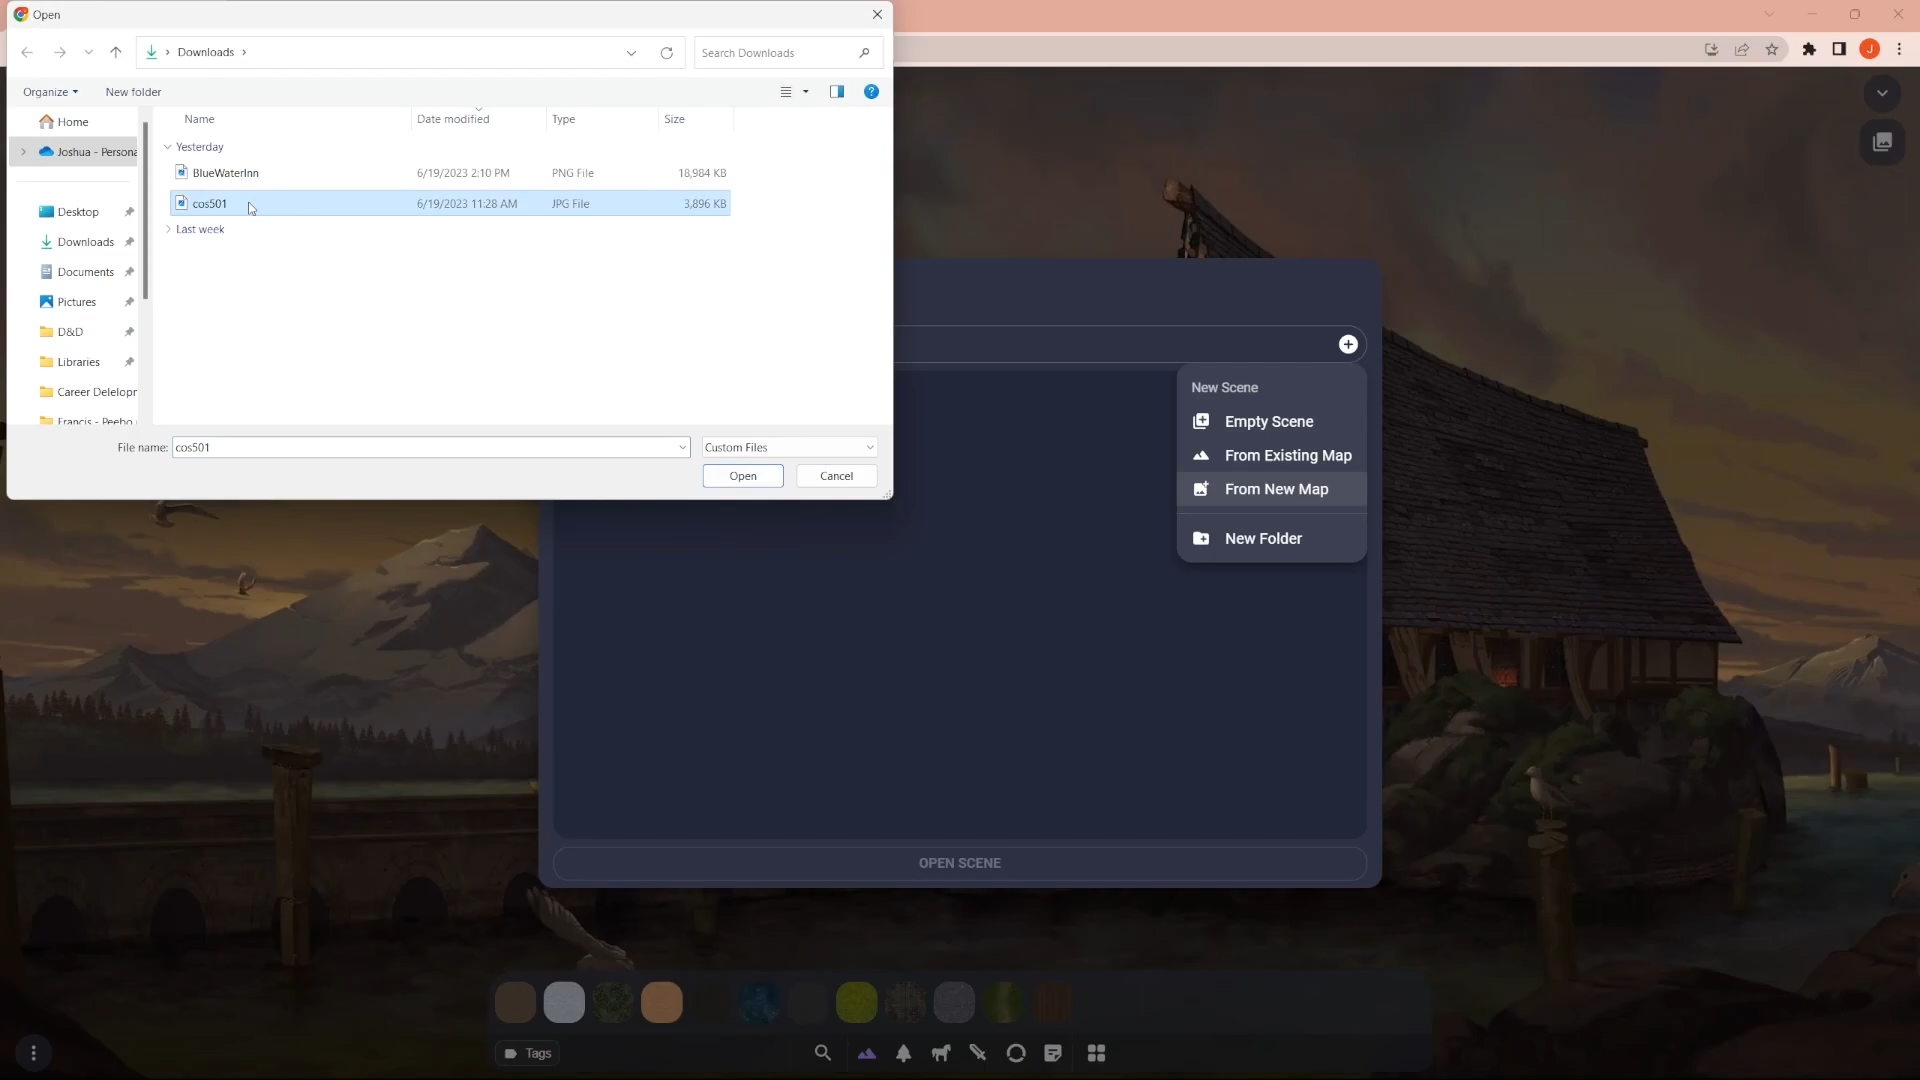 Open
Downloads
Search Downloads
Organize
New folder
Name
Date modified
Type
Size
Home
Joshua - Persona
Desktop
Downloads
Documents
Pictures
D&D
Libraries
Career Delelopr
Francis - Peebo
Yesterday
BlueWaterInn 6/19/2023 2:10 PM PNG File 18,984 KB
cos501 6/19/2023 11:28 AM JPG File 3,896 KB
Last week
File name: cos501
Custom Files
Open
Cancel
J
New Scene
Empty Scene
From Existing Map
From New Map
New Folder
OPEN SCENE
Tags